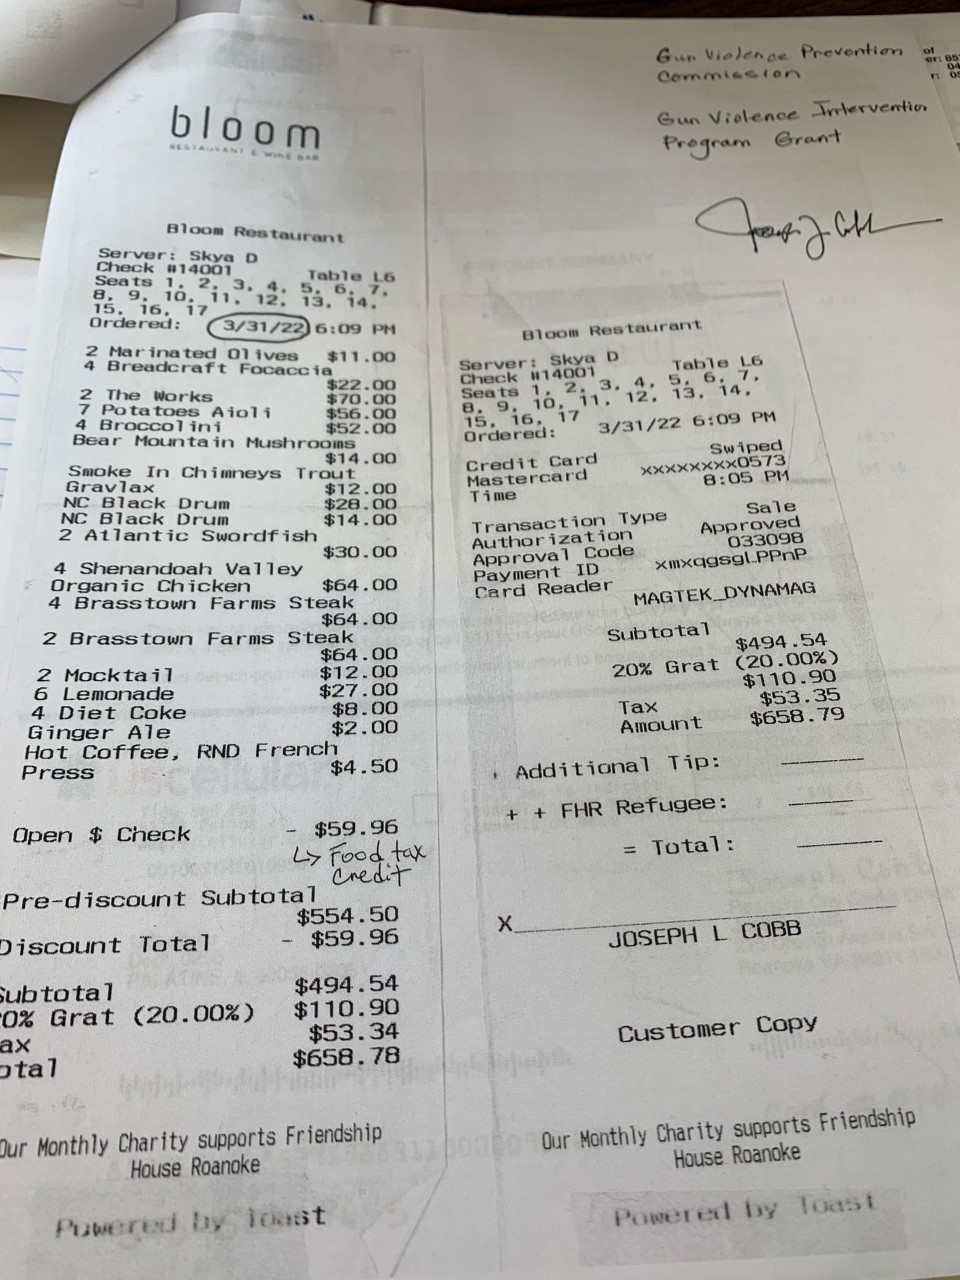 Gun Violence Prevention
Commission
Gun Violence Intervention
Program Grant
bloom
RESTAURANT & WINE BAR
Bloom Restaurant
Server: Skya D
Check #14001 Table L6
Seats 1, 2, 3, 4, 5, 6, 7,
8, 9, 10, 11, 12, 13, 14,
15, 16, 17
Ordered: 3/31/22 6:09 PM
2 Marinated Olives $11.00
4 Breadcraft Focaccia
$22.00
2 The Works $70.00
7 Potatoes Aioli $56.00
4 Broccolini $52.00
Bear Mountain Mushrooms
$14.00
Smoke In Chimneys Trout
Gravlax $12.00
NC Black Drum $28.00
NC Black Drum $14.00
2 Atlantic Swordfish
$30.00
4 Shenandoah Valley
Organic Chicken $64.00
4 Brasstown Farms Steak
$64.00
2 Brasstown Farms Steak
$64.00
2 Mocktail $12.00
6 Lemonade $27.00
4 Diet Coke $8.00
Ginger Ale $2.00
Hot Coffee, RND French
Press $4.50
Open $ Check - $59.96
↳ Food tax
Credit
Pre-discount Subtotal
$554.50
Discount Total - $59.96
Subtotal $494.54
0% Grat (20.00%) $110.90
ax $53.34
otal $658.78
Our Monthly Charity supports Friendship
House Roanoke
Powered by Toast
Bloom Restaurant
Server: Skya D
Check #14001 Table L6
Seats 1, 2, 3, 4, 5, 6, 7,
8, 9, 10, 11, 12, 13, 14,
15, 16, 17
Ordered: 3/31/22 6:09 PM
Credit Card Swiped
Mastercard xxxxxxxx0573
Time 8:05 PM
Transaction Type Sale
Authorization Approved
Approval Code 033098
Payment ID xmxqgsglLPPnP
Card Reader
MAGTEK_DYNAMAG
Subtotal
$494.54
20% Grat (20.00%)
$110.90
Tax $53.35
Amount $658.79
Additional Tip:
+ + FHR Refugee:
= Total:
X
JOSEPH L COBB
Customer Copy
Our Monthly Charity supports Friendship
House Roanoke
Powered by Toast